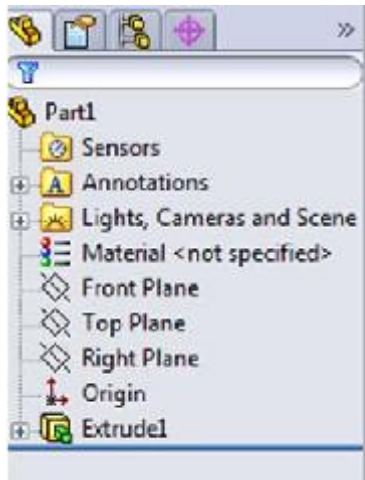 Part1
Sensors
Annotations
Lights, Cameras and Scene
Material <not specified>
Front Plane
Top Plane
Right Plane
Origin
Extrude1